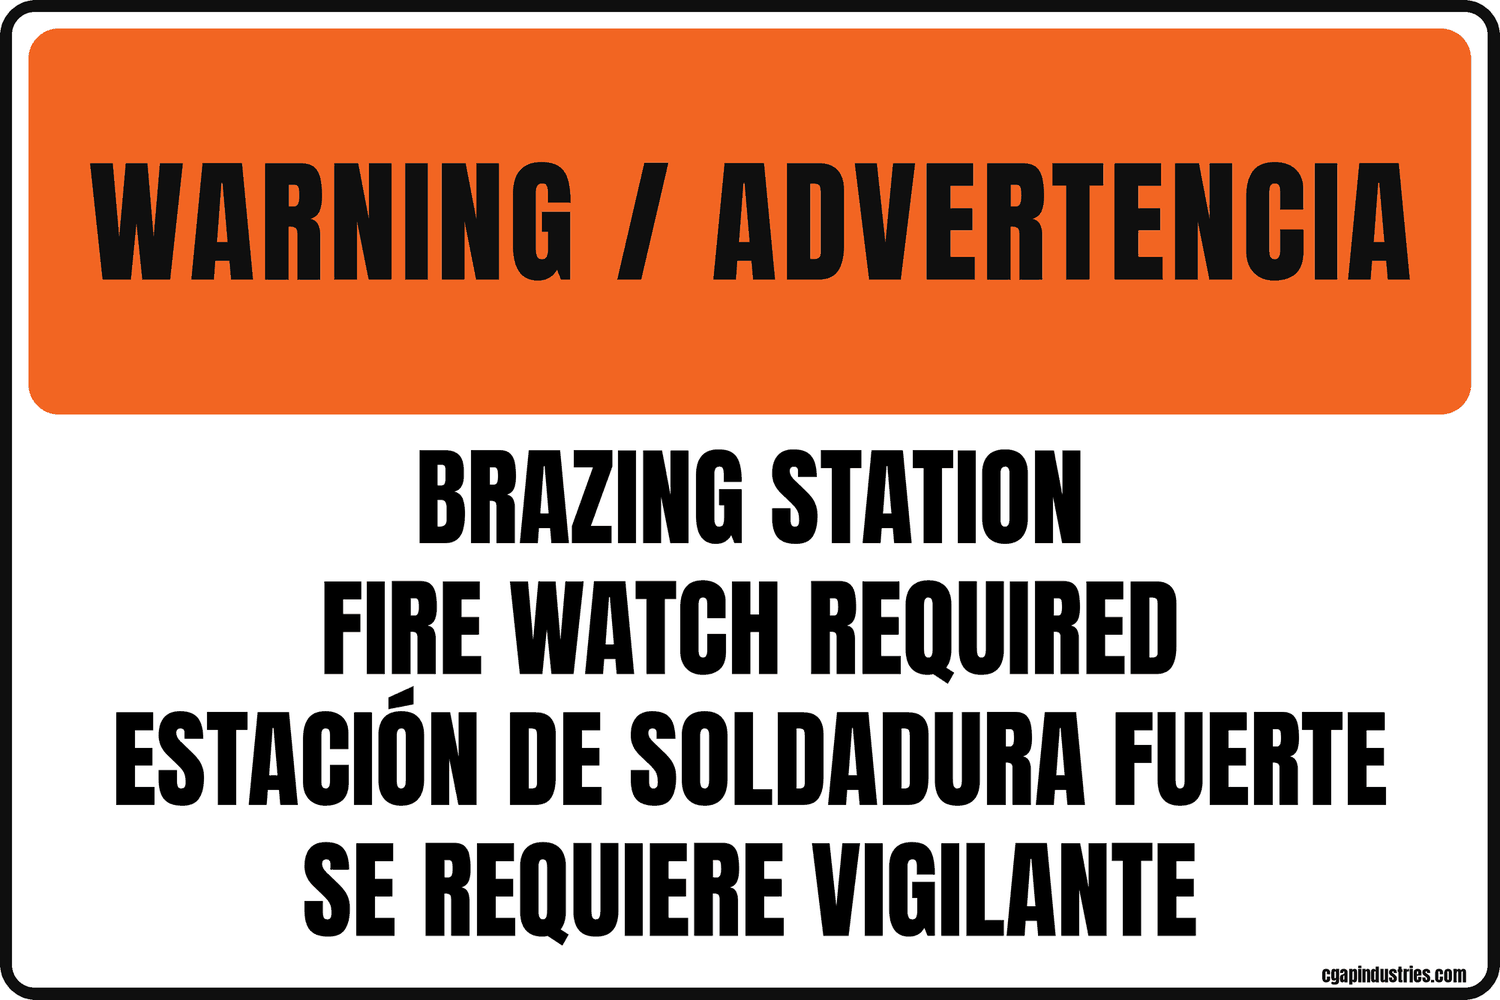 WARNING / ADVERTENCIA
BRAZING STATION
FIRE WATCH REQUIRED
ESTACIÓN DE SOLDADURA FUERTE
SE REQUIERE VIGILANTE
cgapindustries.com